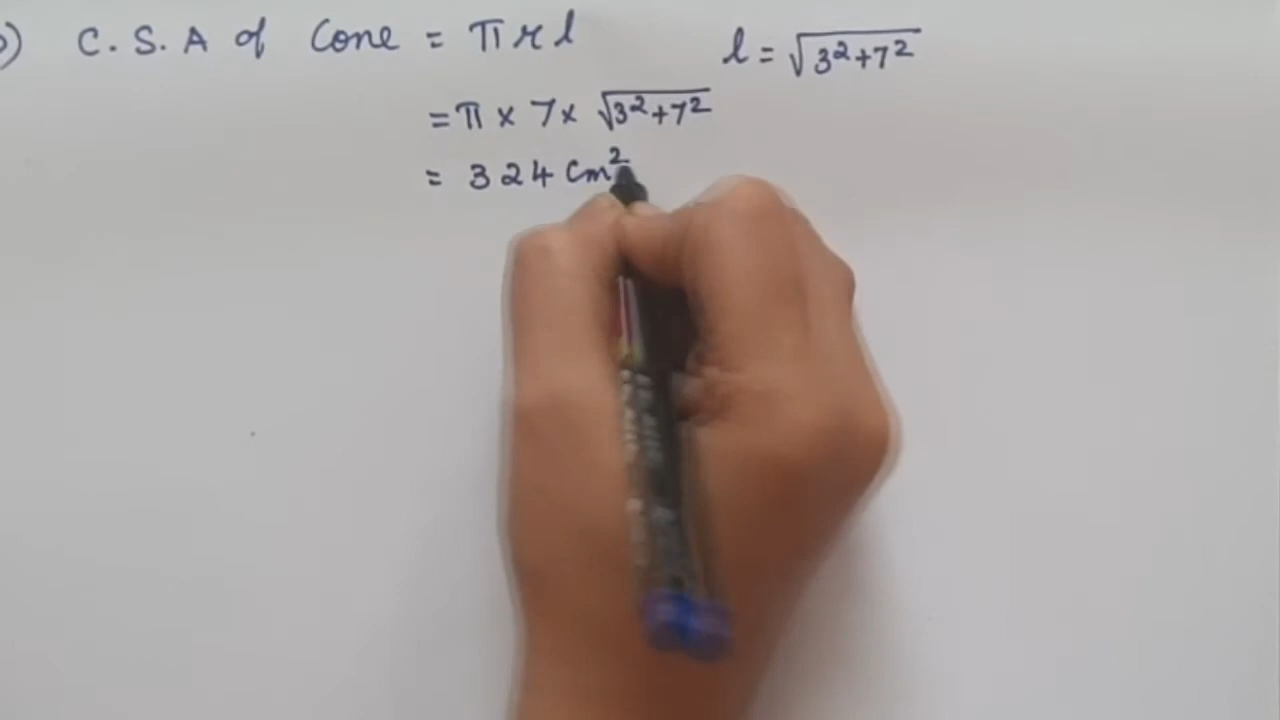 ) C.S.A of Cone = πrl l = √3²+7²
= π × 7 × √3²+7²
= 324 Cm²